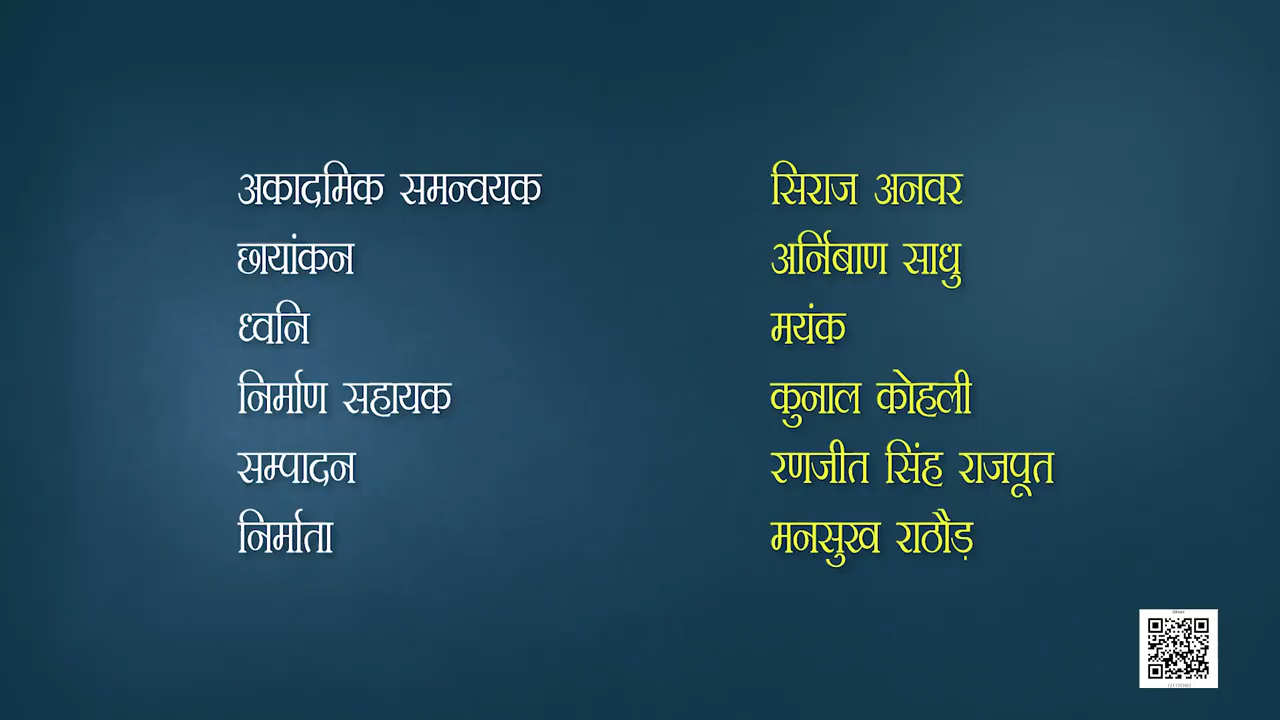 अकादमिक समन्वयक सिराज अनवर
छायांकन अर्निबाण साधु
ध्वनि मयंक
निर्माण सहायक कुनाल कोहली
सम्पादन रणजीत सिंह राजपूत
निर्माता मनसुख राठौड़